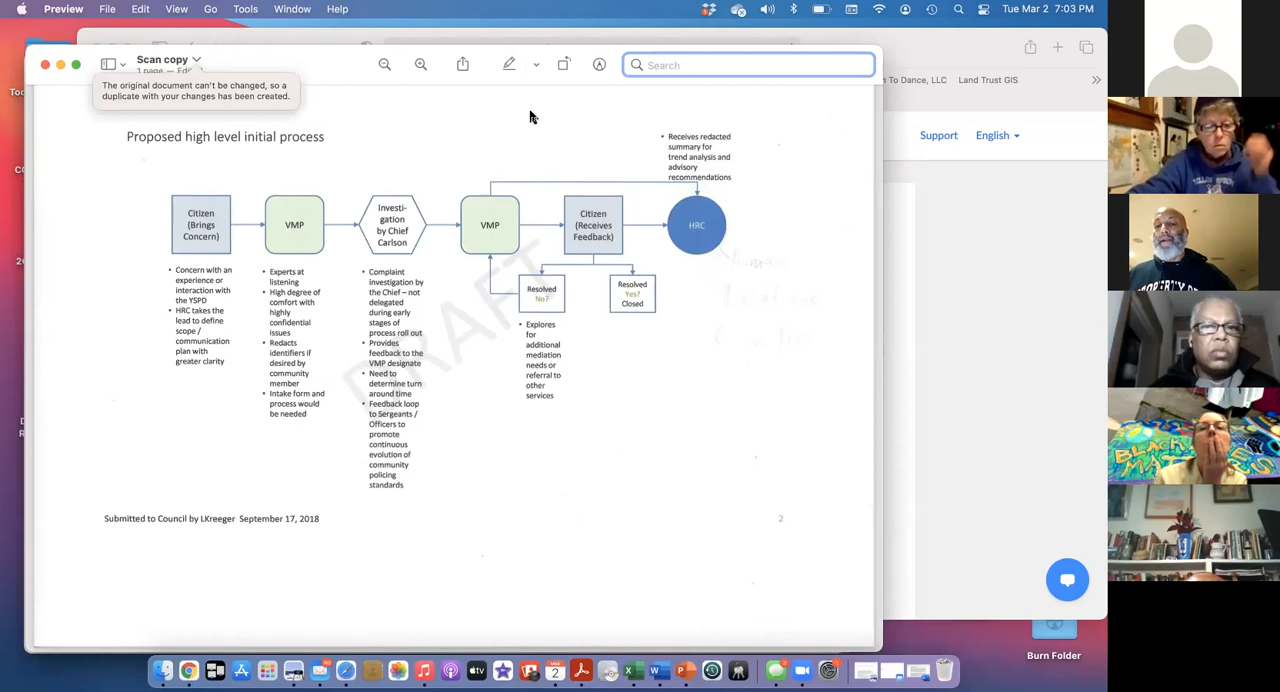 Preview File Edit View Go Tools Window Help
Tue Mar 2 7:03 PM
Scan copy
The original document can't be changed, so a
duplicate with your changes has been created.
Search
n To Dance, LLC Land Trust GIS
Support English
Proposed high level initial process
• Receives redacted
summary for
trend analysis and
advisory
recommendations
Citizen
(Brings
Concern)
VMP
Investi-
gation
by Chief
Carlson
VMP
Citizen
(Receives
Feedback)
HRC
• Concern with an
experience or
interaction with
the YSPD
• HRC takes the
lead to define
scope /
communication
plan with
greater clarity
• Experts at
listening
• High degree of
comfort with
highly
confidential
issues
• Redacts
identifiers if
desired by
community
member
• Intake form and
process would
be needed
• Complaint
investigation by
the Chief – not
delegated
during early
stages of
process roll out
• Provides
feedback to the
VMP designate
• Need to
determine turn
around time
• Feedback loop
to Sergeants /
Officers to
promote
continuous
evolution of
community
policing
standards
Resolved
No?
Resolved
Yes?
Closed
• Explores
for
additional
mediation
needs or
referral to
other
services
DRAFT
Submitted to Council by LKreeger September 17, 2018
2
Burn Folder
BLACK